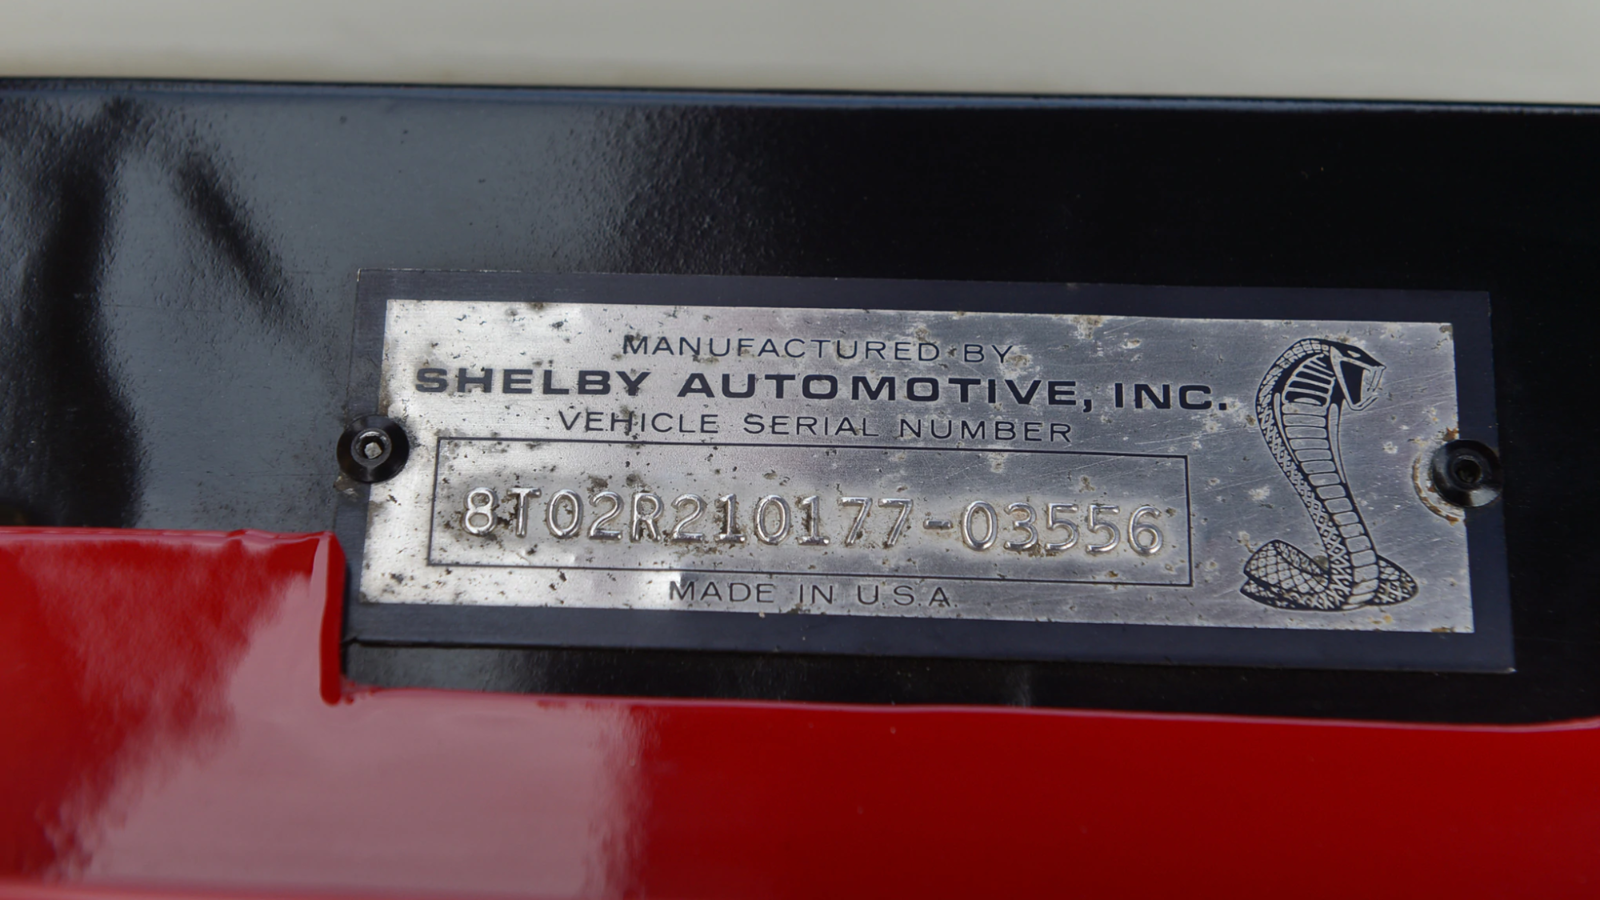 MANUFACTURED BY
SHELBY AUTOMOTIVE, INC.
VEHICLE SERIAL NUMBER
8T02R210177-03556
MADE IN U.S.A.